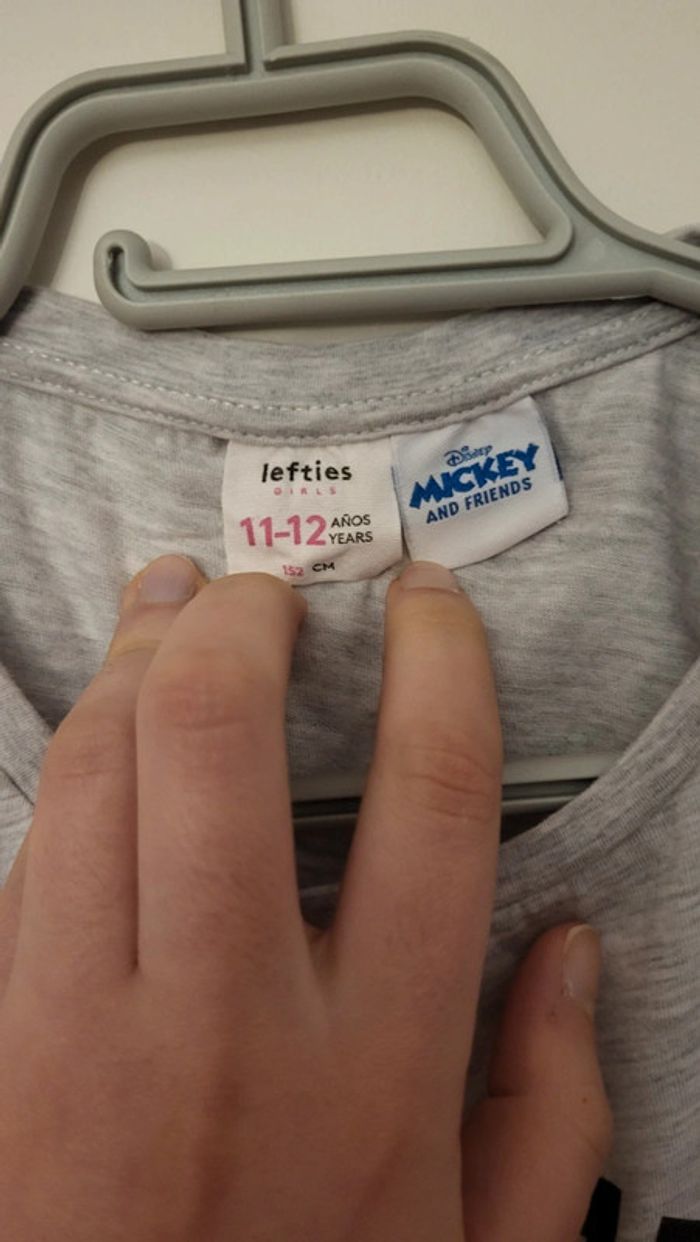 lefties
GIRLS
11-12 AÑOS
YEARS
152 CM
Disney
MICKEY
AND FRIENDS